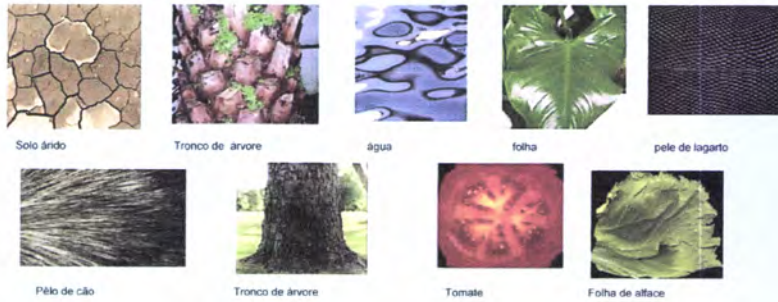 Solo árido
Tronco de árvore
água
folha
pele de lagarto
Pêlo de cão
Tronco de árvore
Tomate
Folha de alface